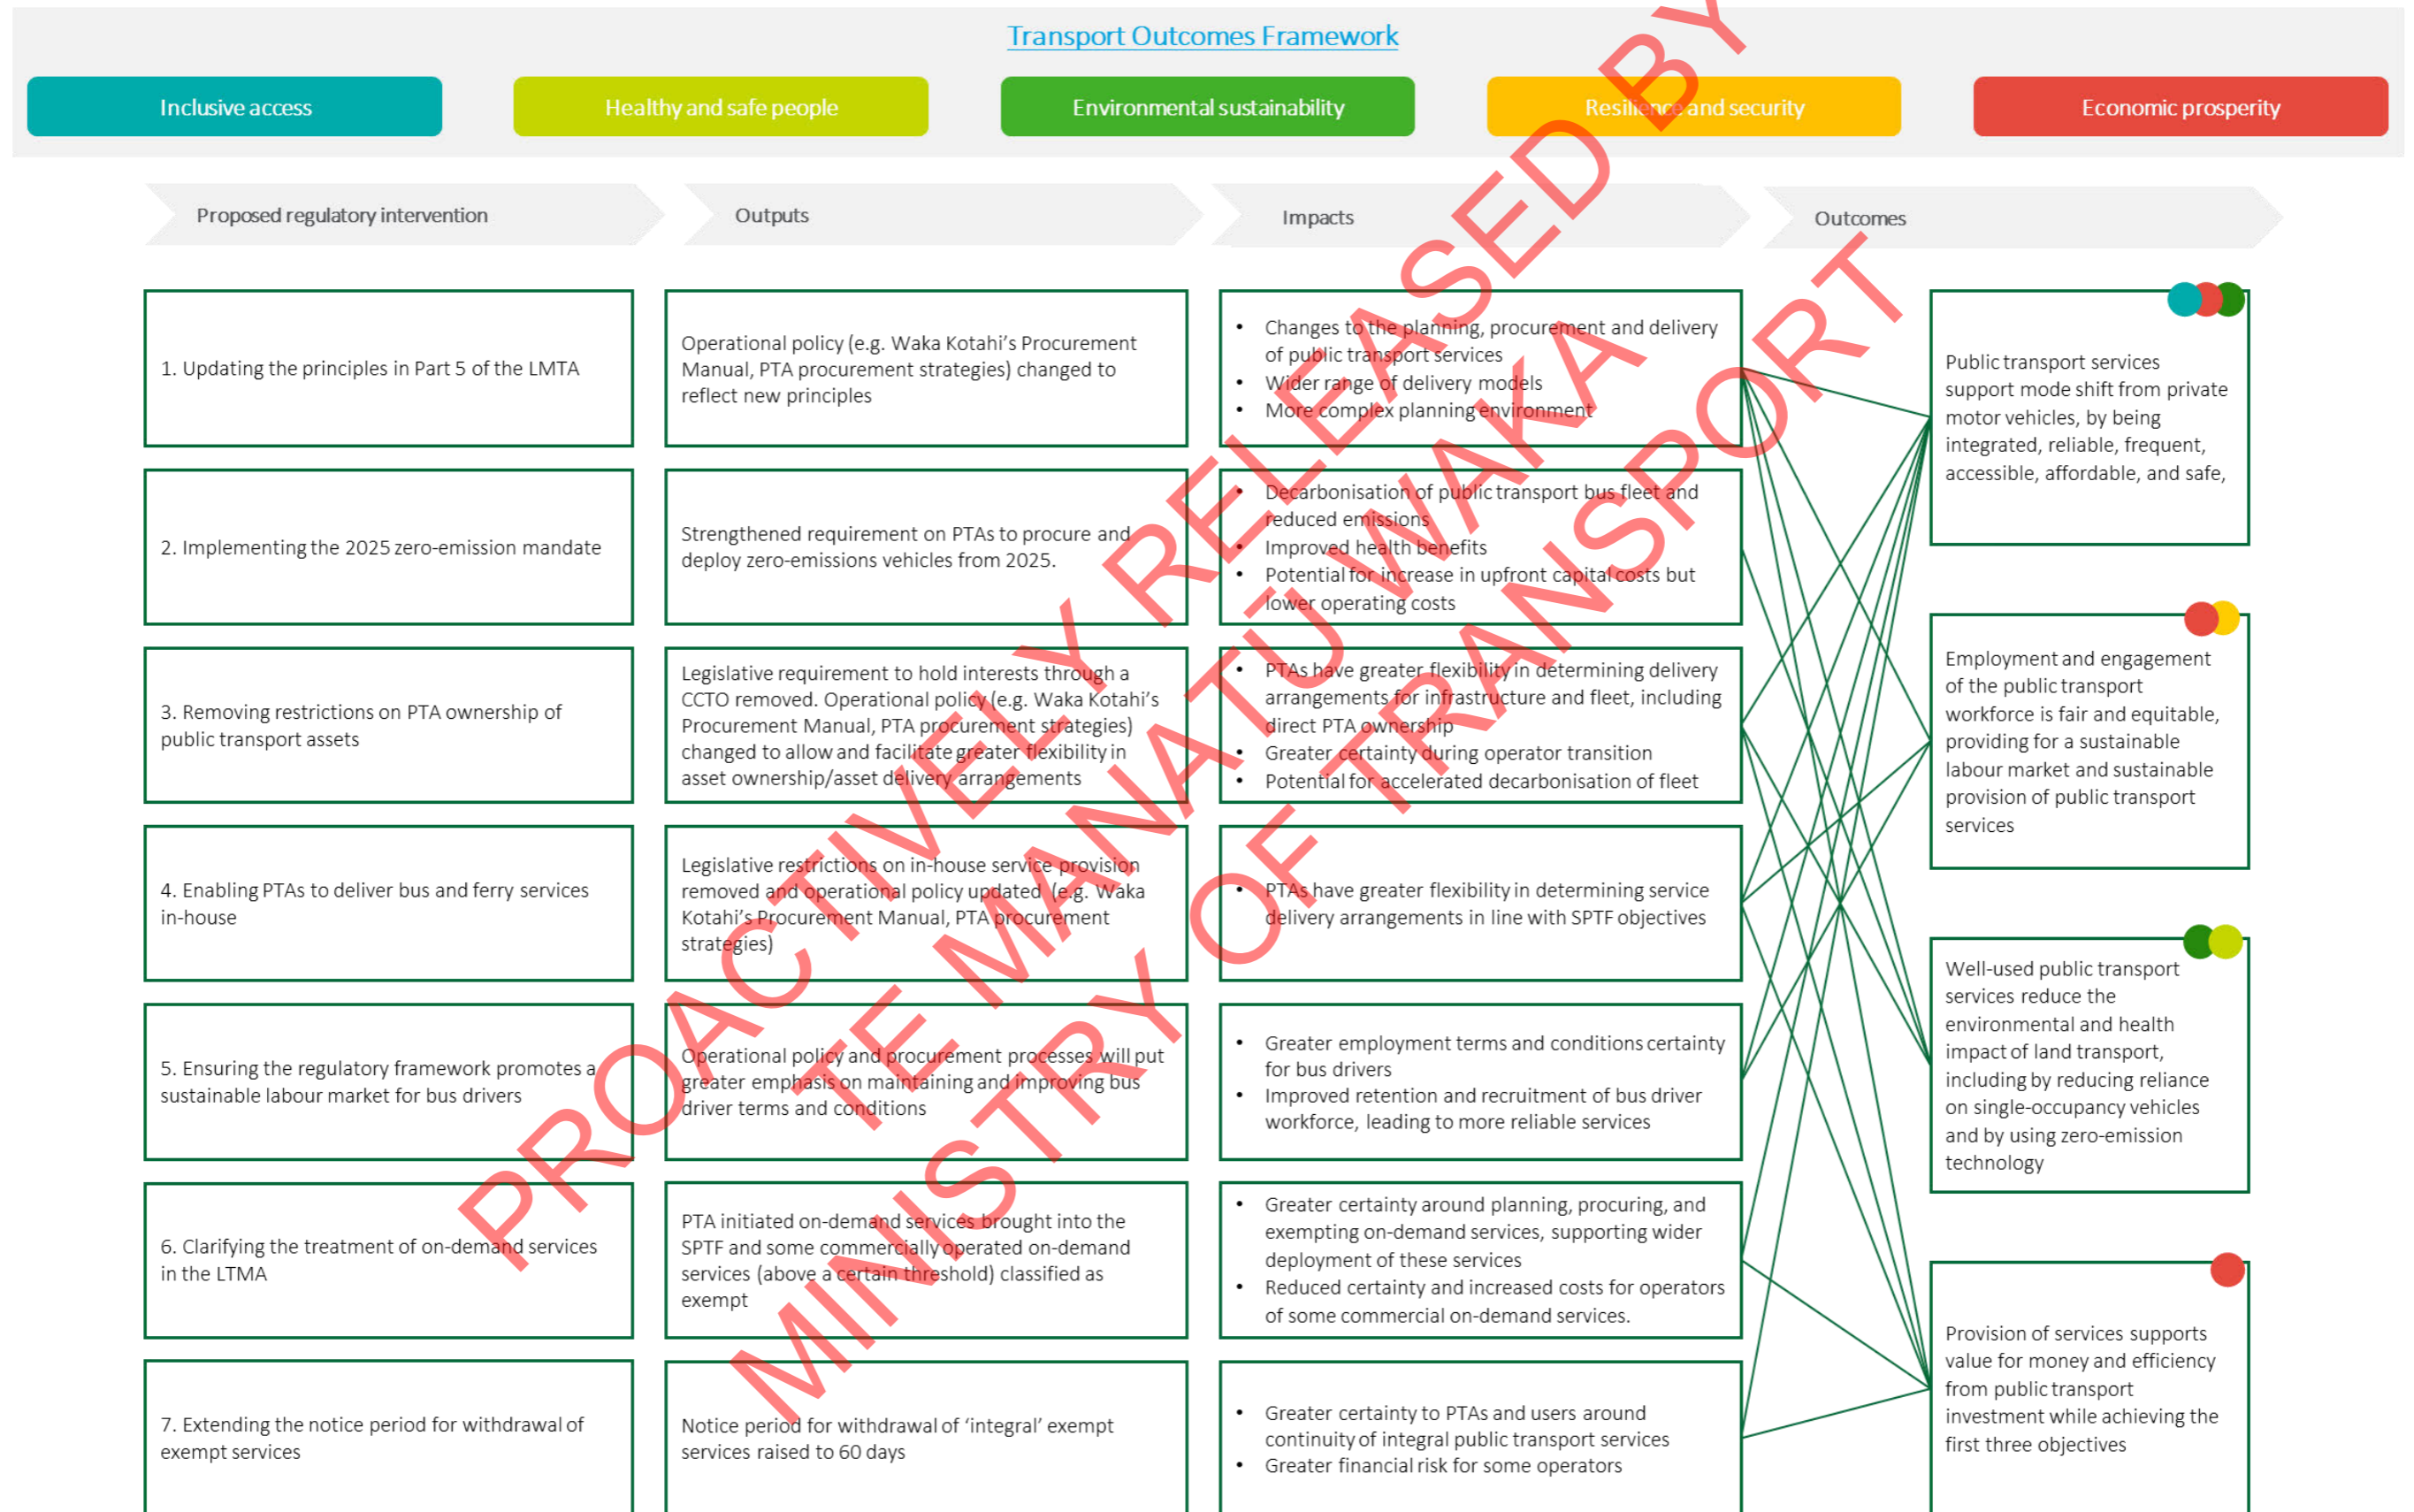 Transport Outcomes Framework
Inclusive access
Healthy and safe people
Environmental sustainability
Resilience and security
Economic prosperity
Proposed regulatory intervention
Outputs
Impacts
Outcomes
1. Updating the principles in Part 5 of the LMTA
Operational policy (e.g. Waka Kotahi's Procurement
Manual, PTA procurement strategies) changed to
reflect new principles
• Changes to the planning, procurement and delivery
of public transport services
• Wider range of delivery models
• More complex planning environment
Public transport services
support mode shift from private
motor vehicles, by being
integrated, reliable, frequent,
accessible, affordable, and safe,
2. Implementing the 2025 zero-emission mandate
Strengthened requirement on PTAs to procure and
deploy zero-emissions vehicles from 2025.
• Decarbonisation of public transport bus fleet and
reduced emissions
• Improved health benefits
• Potential for increase in upfront capital costs but
lower operating costs
3. Removing restrictions on PTA ownership of
public transport assets
Legislative requirement to hold interests through a
CCTO removed. Operational policy (e.g. Waka Kotahi's
Procurement Manual, PTA procurement strategies)
changed to allow and facilitate greater flexibility in
asset ownership/asset delivery arrangements
• PTAs have greater flexibility in determining delivery
arrangements for infrastructure and fleet, including
direct PTA ownership
• Greater certainty during operator transition
• Potential for accelerated decarbonisation of fleet
Employment and engagement
of the public transport
workforce is fair and equitable,
providing for a sustainable
labour market and sustainable
provision of public transport
services
4. Enabling PTAs to deliver bus and ferry services
in-house
Legislative restrictions on in-house service provision
removed and operational policy updated (e.g. Waka
Kotahi's Procurement Manual, PTA procurement
strategies)
• PTAs have greater flexibility in determining service
delivery arrangements in line with SPTF objectives
5. Ensuring the regulatory framework promotes a
sustainable labour market for bus drivers
Operational policy and procurement processes will put
greater emphasis on maintaining and improving bus
driver terms and conditions
• Greater employment terms and conditions certainty
for bus drivers
• Improved retention and recruitment of bus driver
workforce, leading to more reliable services
Well-used public transport
services reduce the
environmental and health
impact of land transport,
including by reducing reliance
on single-occupancy vehicles
and by using zero-emission
technology
6. Clarifying the treatment of on-demand services
in the LTMA
PTA initiated on-demand services brought into the
SPTF and some commercially operated on-demand
services (above a certain threshold) classified as
exempt
• Greater certainty around planning, procuring, and
exempting on-demand services, supporting wider
deployment of these services
• Reduced certainty and increased costs for operators
of some commercial on-demand services.
7. Extending the notice period for withdrawal of
exempt services
Notice period for withdrawal of 'integral' exempt
services raised to 60 days
• Greater certainty to PTAs and users around
continuity of integral public transport services
• Greater financial risk for some operators
Provision of services supports
value for money and efficiency
from public transport
investment while achieving the
first three objectives
PROACTIVELY RELEASED BY
TE MANATŪ WAKA
MINISTRY OF TRANSPORT